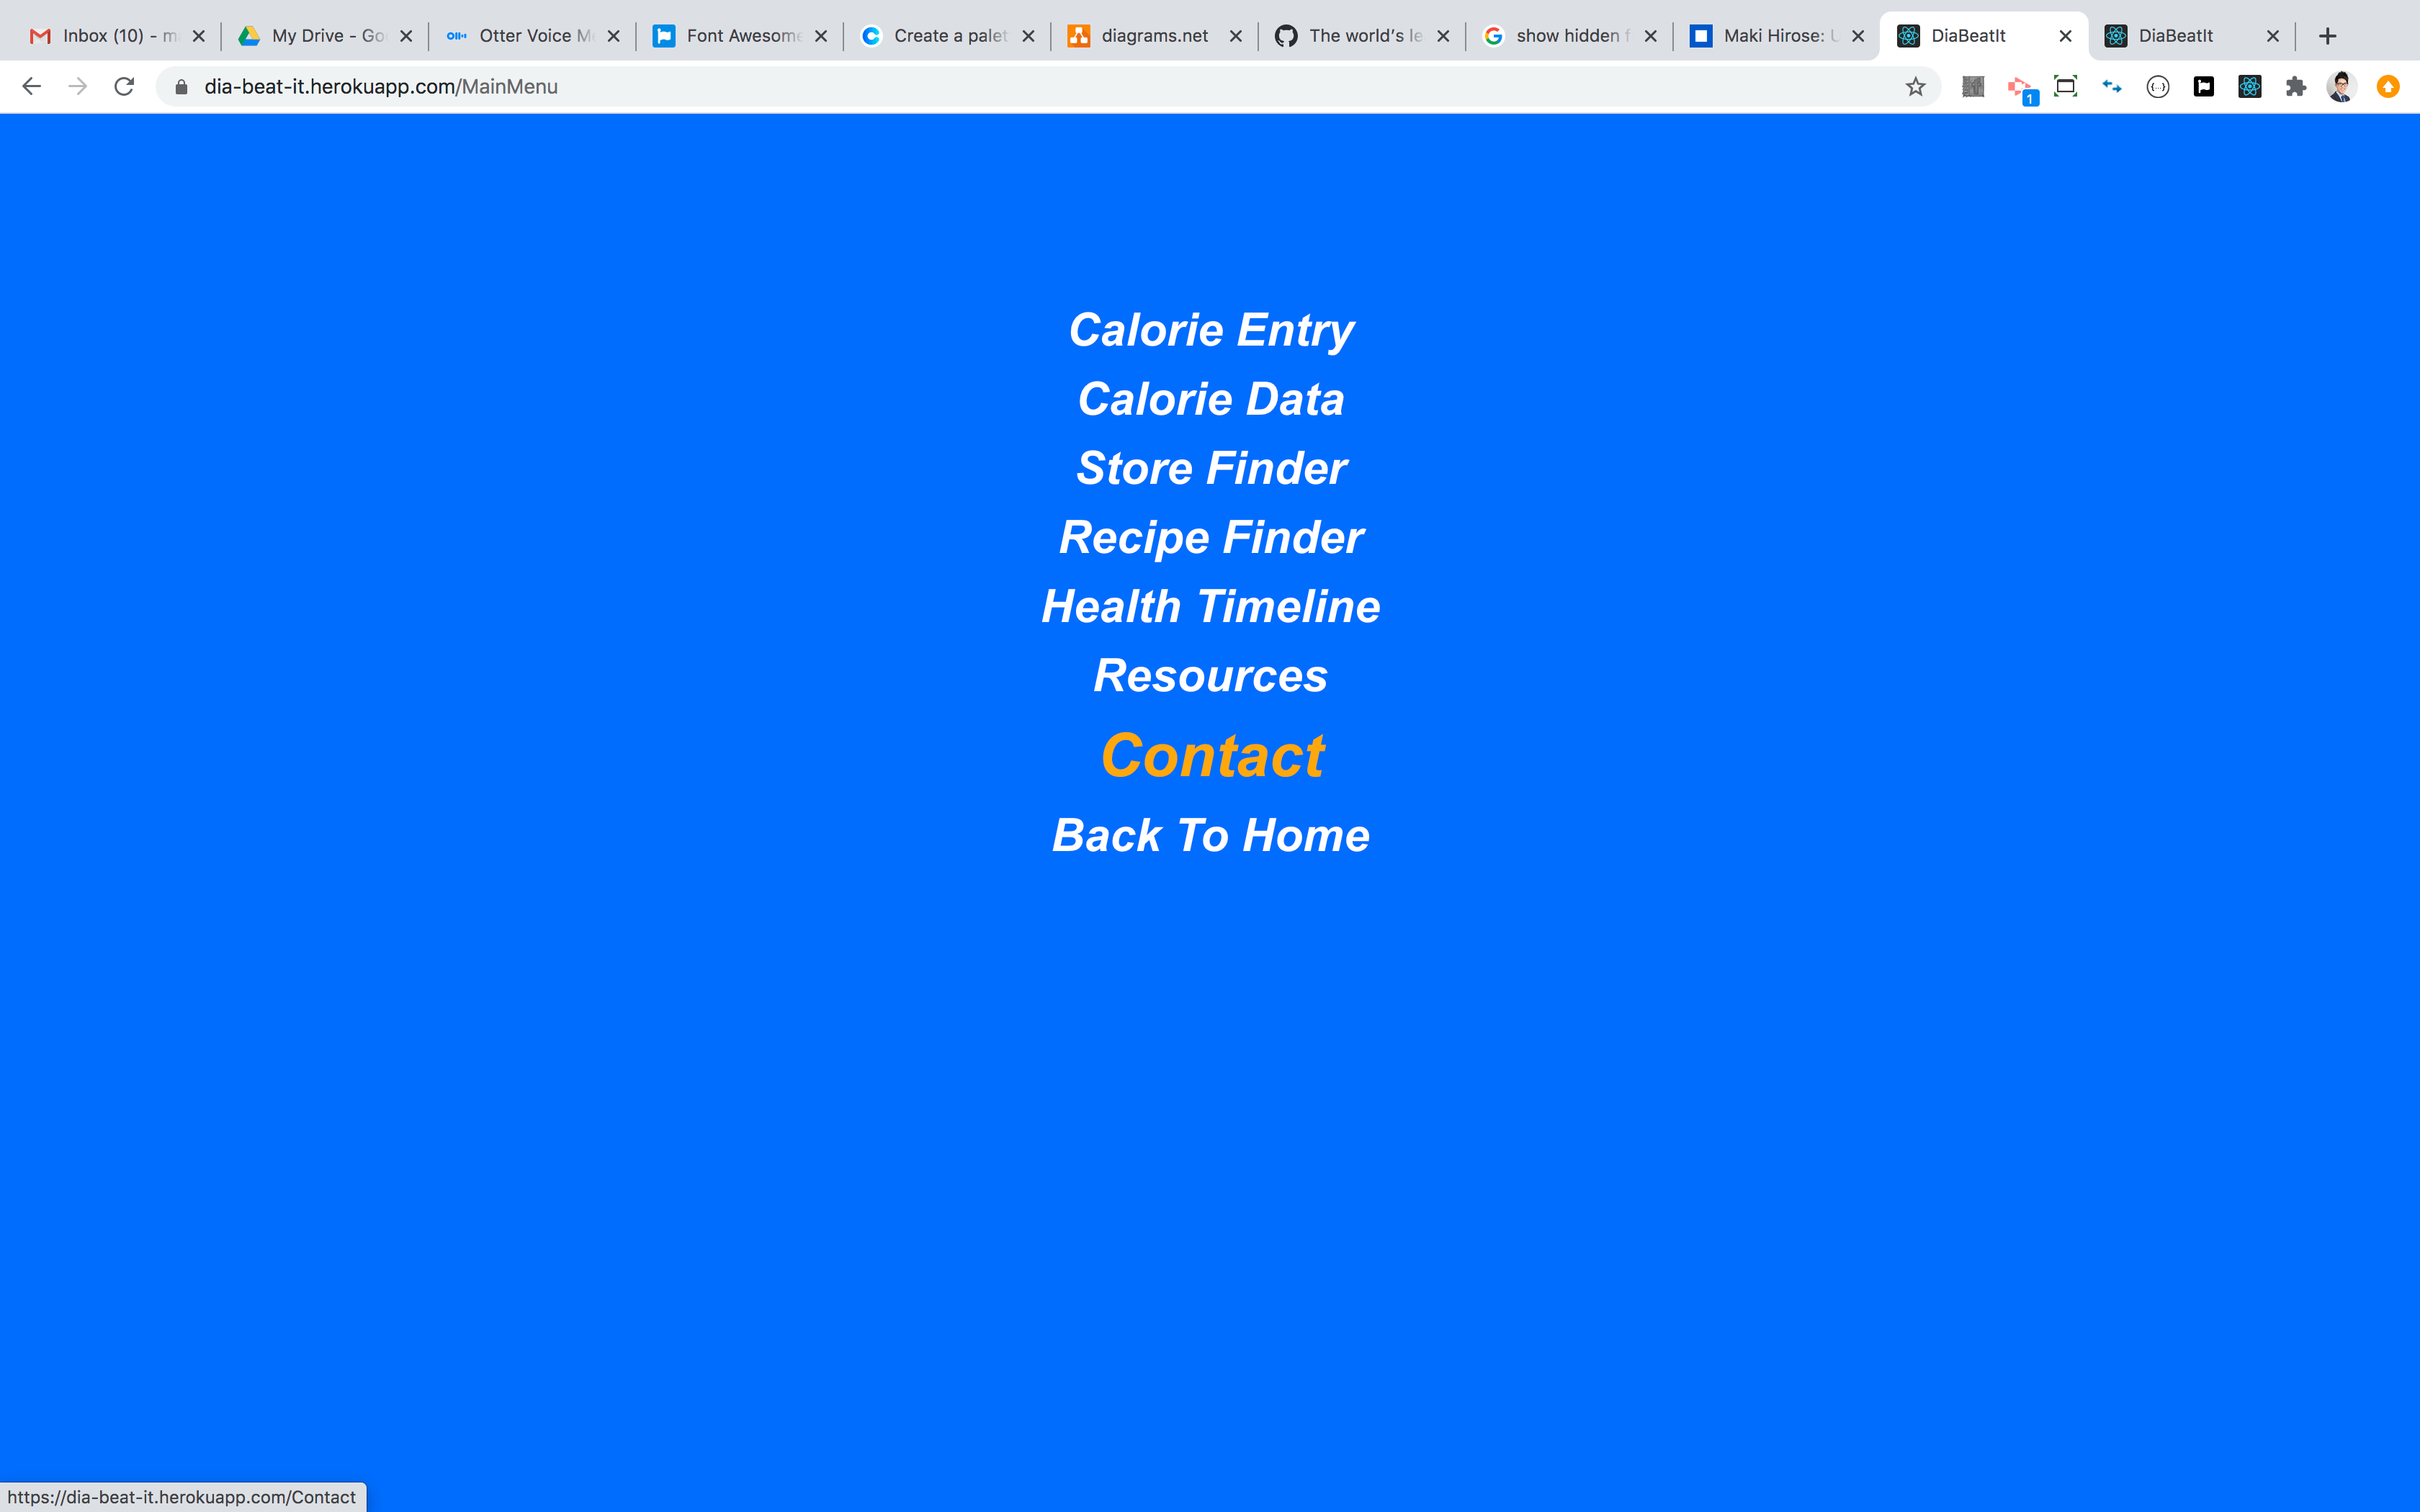 Inbox (10) - m
My Drive - Go
Otter Voice M
Font Awesome
Create a palet
diagrams.net
The world's le
show hidden f
Maki Hirose: U
DiaBeatIt
DiaBeatIt
dia-beat-it.herokuapp.com/MainMenu
1
Calorie Entry
Calorie Data
Store Finder
Recipe Finder
Health Timeline
Resources
Contact
Back To Home
https://dia-beat-it.herokuapp.com/Contact